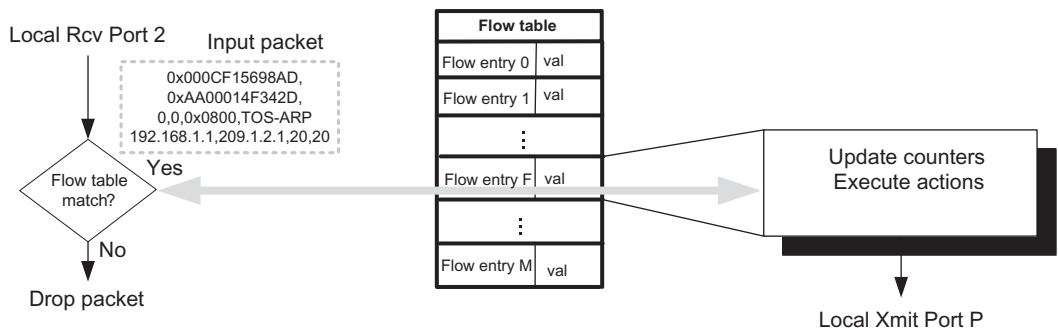 Local Rcv Port 2
Input packet
0x000CF15698AD,
0xAA00014F342D,
0,0,0x0800,TOS-ARP
192.168.1.1,209.1.2.1,20,20
Flow table
match?
Yes
No
Drop packet
Flow table
Flow entry 0 val
Flow entry 1 val
⋮
Flow entry F val
⋮
Flow entry M val
Update counters
Execute actions
Local Xmit Port P